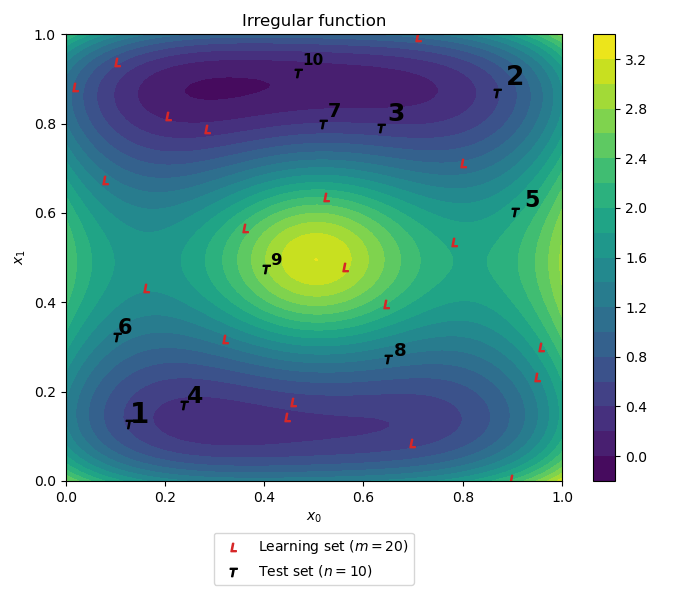 Irregular function
1.0
0.8
0.6
0.4
0.2
0.0
x₁
0.0 0.2 0.4 0.6 0.8 1.0
x₀
L L L L L L L L L L L L L L L L L L L L
T 10
T 2
T 7
T 3
T 5
T 9
T 6
T 8
T 4
T 1
3.2
2.8
2.4
2.0
1.6
1.2
0.8
0.4
0.0
L Learning set (m = 20)
T Test set (n = 10)